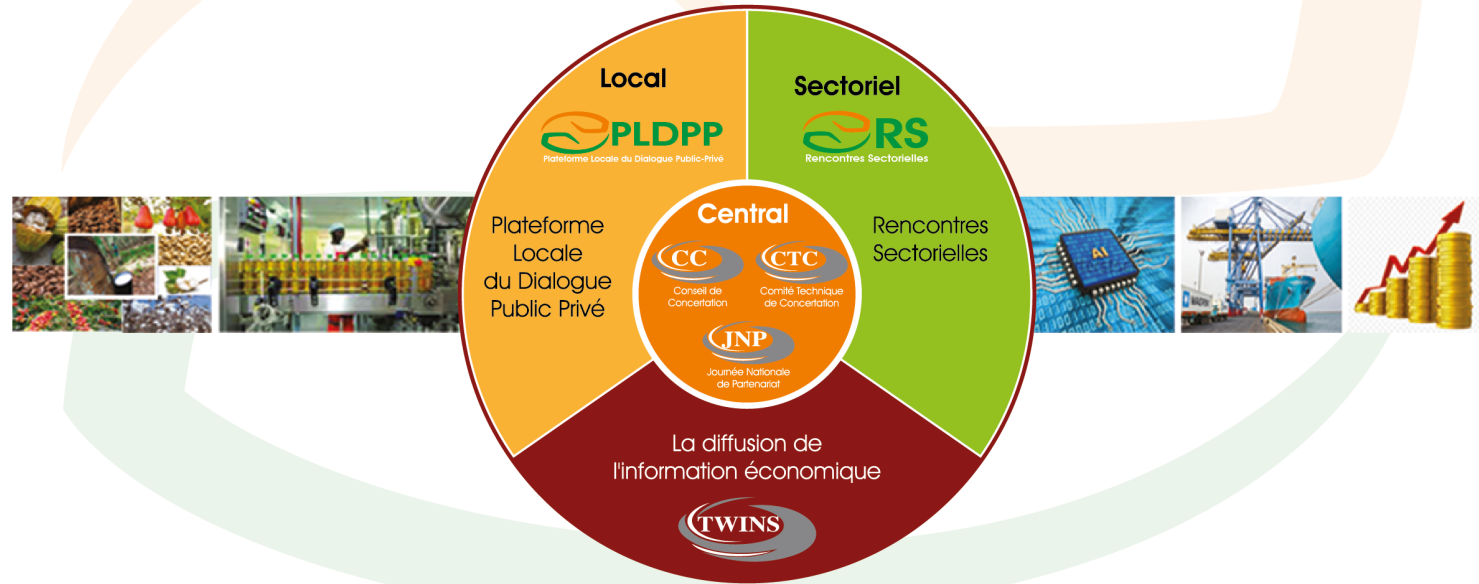 Local
PLDPP
Plateforme Locale du Dialogue Public-Privé
Plateforme
Locale
du Dialogue
Public Privé
Sectoriel
RS
Rencontres Sectorielles
Rencontres
Sectorielles
Central
CC
Conseil de
Concertation
CTC
Comité Technique
de Concertation
JNP
Journée Nationale
de Partenariat
La diffusion de
l'information économique
TWINS
AI